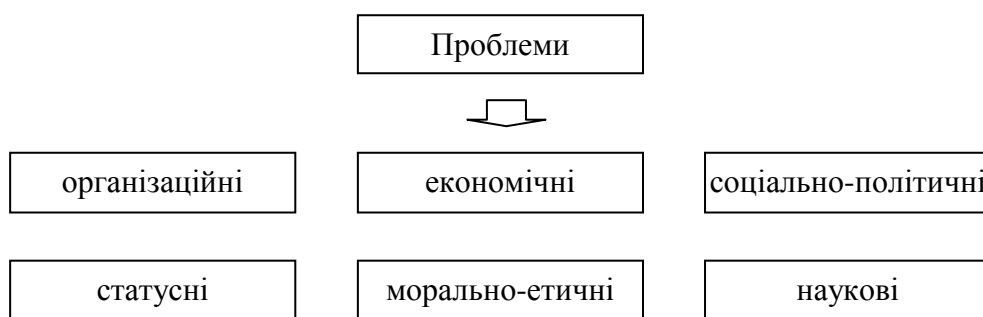 Проблеми
організаційні
економічні
соціально-політичні
статусні
морально-етичні
наукові